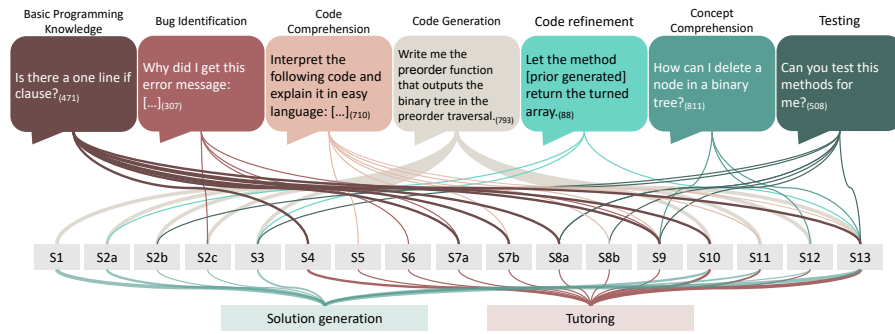 Basic Programming
Knowledge
Bug Identification
Code
Comprehension
Code Generation
Code refinement
Concept
Comprehension
Testing
Is there a one line if
clause?(471)
Why did I get this
error message:
[...](307)
Interpret the
following code and
explain it in easy
language: [...](710)
Write me the
preorder function
that outputs the
binary tree in the
preorder traversal.(793)
Let the method
[prior generated]
return the turned
array.(88)
How can I delete a
node in a binary
tree?(811)
Can you test this
methods for
me?(508)
S1 S2a S2b S2c S3 S4 S5 S6 S7a S7b S8a S8b S9 S10 S11 S12 S13
Solution generation
Tutoring